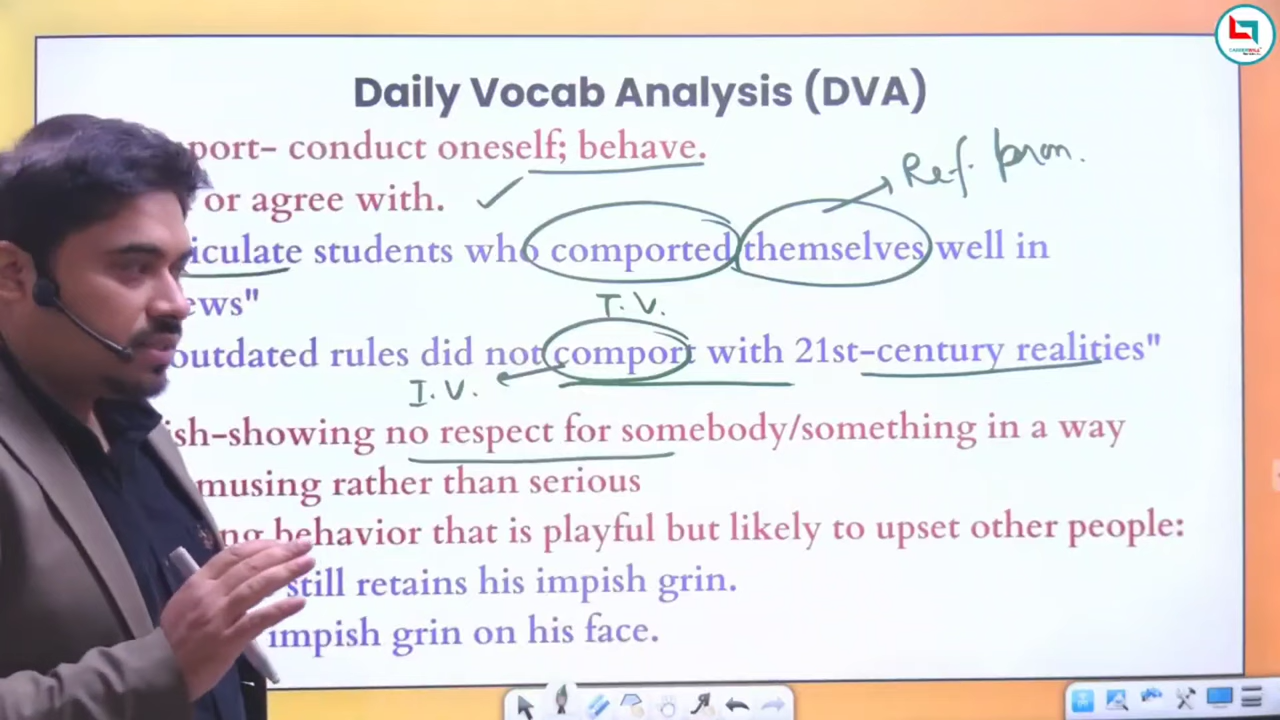 Daily Vocab Analysis (DVA)
port- conduct oneself; behave.
Ref. pron.
or agree with.
iculate students who comported themselves well in
ews"
T. V.
outdated rules did not comport with 21st-century realities"
I. V.
ish-showing no respect for somebody/something in a way
musing rather than serious
ng behavior that is playful but likely to upset other people:
still retains his impish grin.
impish grin on his face.